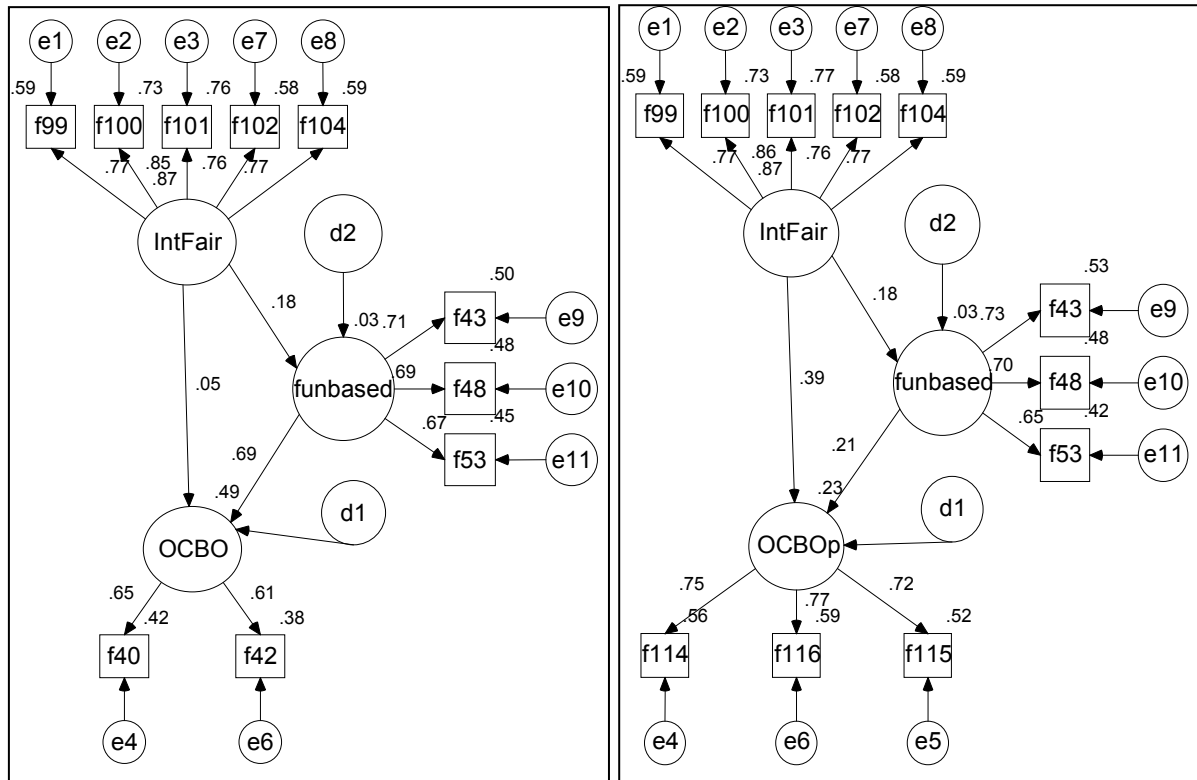 e1 e2 e3 e7 e8
.59 .73 .76 .58 .59
f99 f100 f101 f102 f104
.77 .85 .76 .77
.87
IntFair
d2
.18
.50
.03 .71
f43 e9
.48
.05
funbased
.69
f48 e10
.45
.67
f53 e11
.69
.49
d1
OCBO
.65 .61
.42 .38
f40 f42
e4 e6
e1 e2 e3 e7 e8
.59 .73 .77 .58 .59
f99 f100 f101 f102 f104
.77 .86 .76 .77
.87
IntFair
d2
.18
.53
.03 .73
f43 e9
.48
.39
funbased
.70
f48 e10
.42
.65
f53 e11
.21
.23
d1
OCBOp
.75 .77 .72
.56 .59 .52
f114 f116 f115
e4 e6 e5